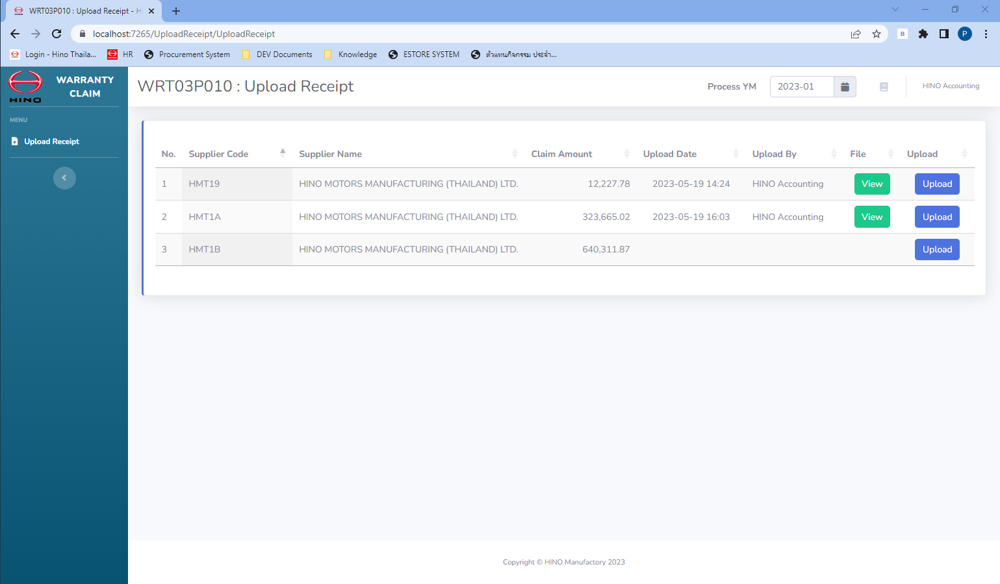 WRT03P010 : Upload Receipt - H
localhost:7265/UploadReceipt/UploadReceipt
B
P
Login - Hino Thaila... HR Procurement System DEV Documents Knowledge ESTORE SYSTEM ตัวแทนกิจกรรม ประจำ...
HINO
WARRANTY
CLAIM
MENU
Upload Receipt
WRT03P010 : Upload Receipt Process YM 2023-01 HINO Accounting
No. Supplier Code Supplier Name Claim Amount Upload Date Upload By File Upload
1 HMT19 HINO MOTORS MANUFACTURING (THAILAND) LTD. 12,227.78 2023-05-19 14:24 HINO Accounting View Upload
2 HMT1A HINO MOTORS MANUFACTURING (THAILAND) LTD. 323,665.02 2023-05-19 16:03 HINO Accounting View Upload
3 HMT1B HINO MOTORS MANUFACTURING (THAILAND) LTD. 640,311.87 Upload
Copyright © HINO Manufactory 2023